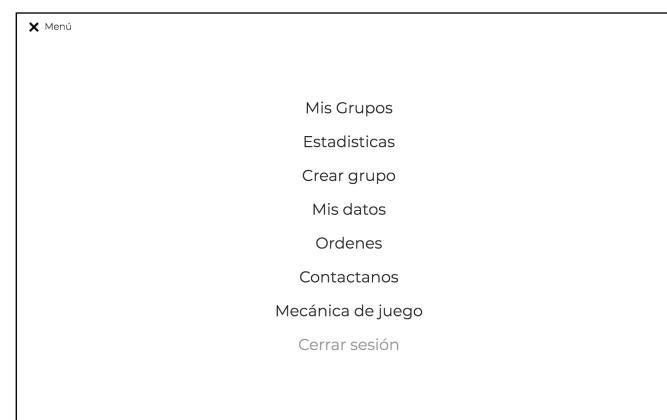 Menú
Mis Grupos
Estadisticas
Crear grupo
Mis datos
Ordenes
Contactanos
Mecánica de juego
Cerrar sesión